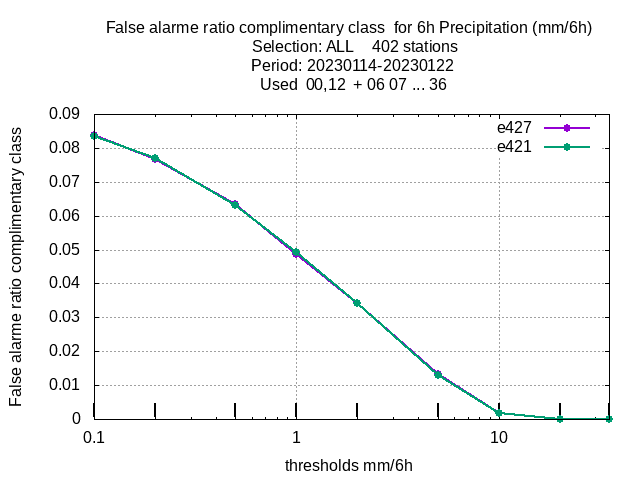 False alarme ratio complimentary class  for 6h Precipitation (mm/6h)
Selection: ALL    402 stations
Period: 20230114-20230122
Used  00,12  + 06 07 ... 36
e427
e421
False alarme ratio complimentary class
0.09
0.08
0.07
0.06
0.05
0.04
0.03
0.02
0.01
0
0.1
1
10
thresholds mm/6h